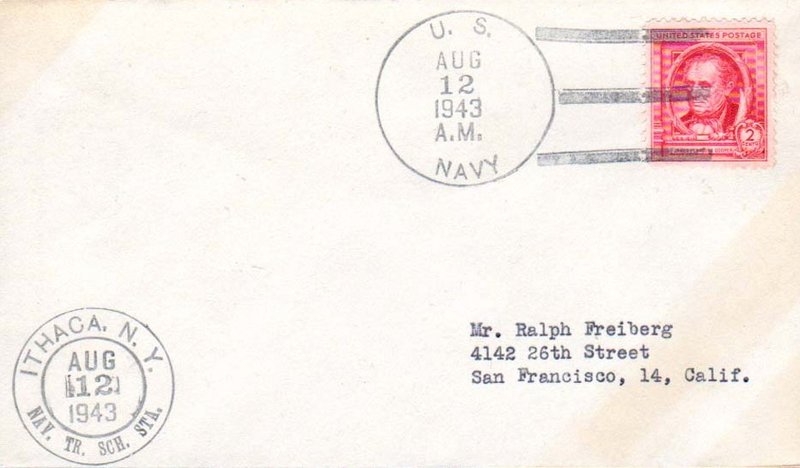 U. S.
AUG
12
1943
A.M.
NAVY
UNITED STATES POSTAGE
2
CENTS
Mr. Ralph Freiberg
4142 26th Street
San Francisco, 14, Calif.
ITHACA, N. Y.
AUG
12
1943
NAV. TR. SCH. STA.